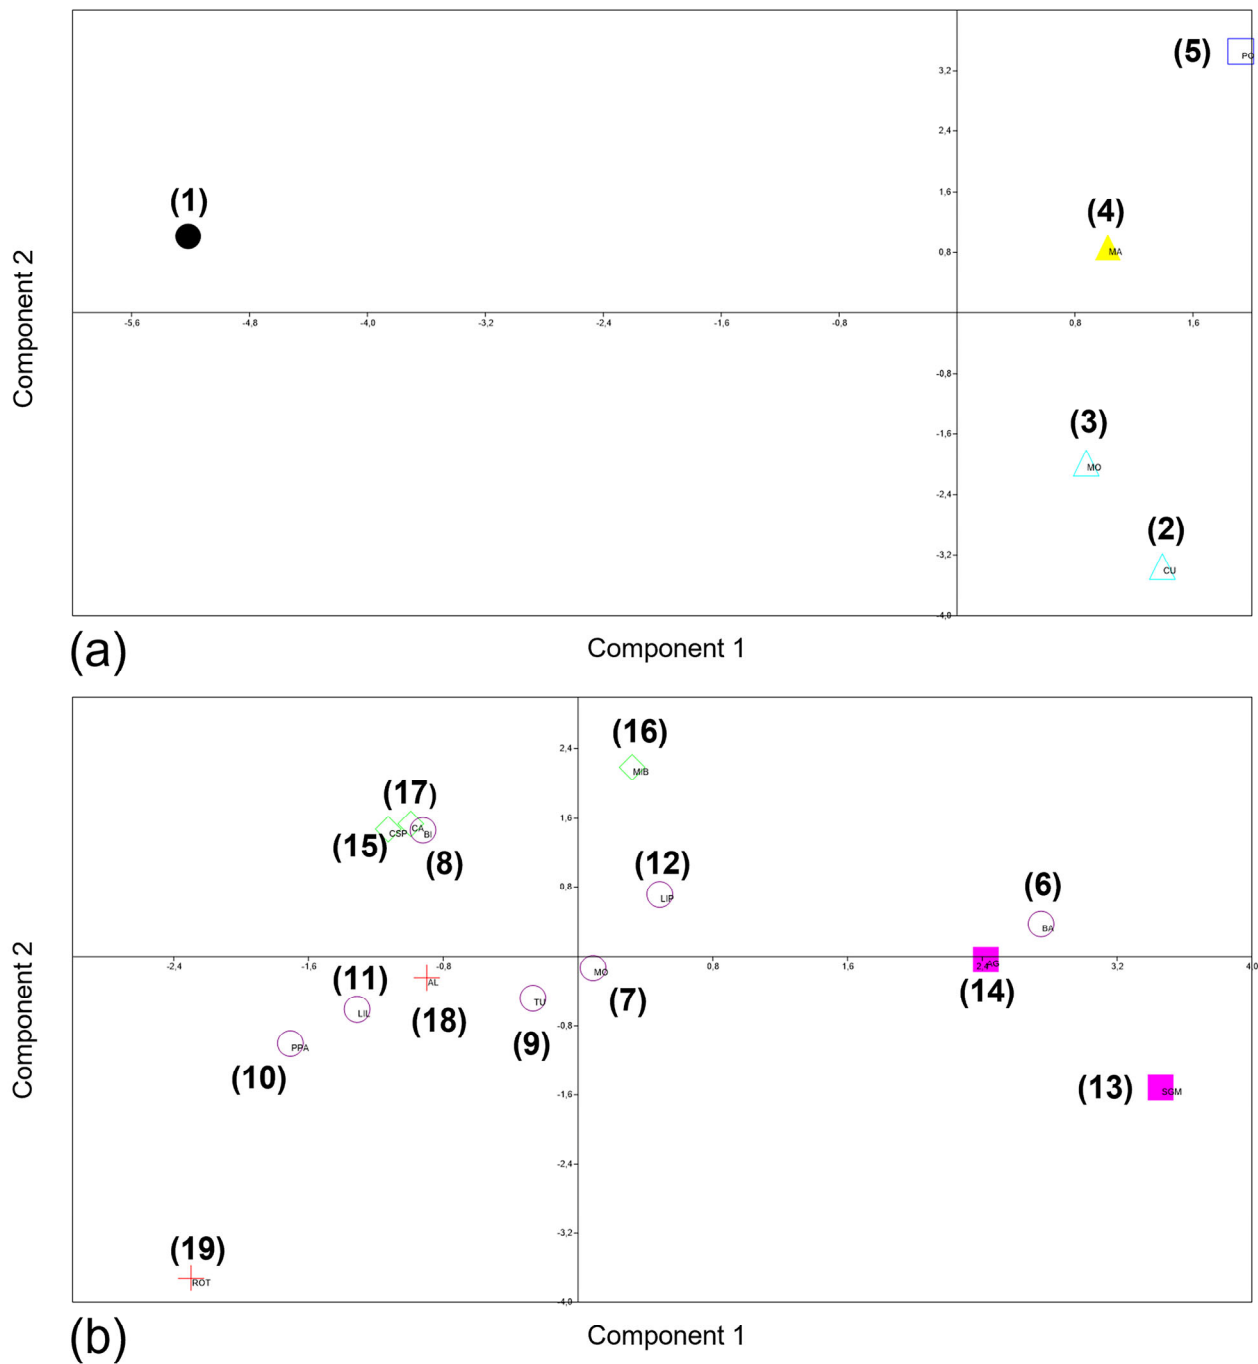 (5)
PO
3,2
2,4
(1)
1,6
(4)
0,8
MA
Component 2
-5,6 -4,8 -4,0 -3,2 -2,4 -1,6 -0,8 0,8 1,6
-0,8
-1,6
(3)
MO
-2,4
(2)
-3,2
CU
-4,0
(a)
Component 1
(16)
2,4
M/B
(17)
1,6
CSP CA BI
(15)
(8)
(12)
0,8
LIP
(6)
BA
Component 2
-2,4 -1,6 -0,8 0,8 1,6 2,4 3,2 4,0
AG
(11)
AL
MO
(14)
(7)
TU
LIL
(18)
-0,8
(9)
PPA
(10)
-1,6
(13)
SGM
-2,4
-3,2
(19)
ROT
-4,0
(b)
Component 1